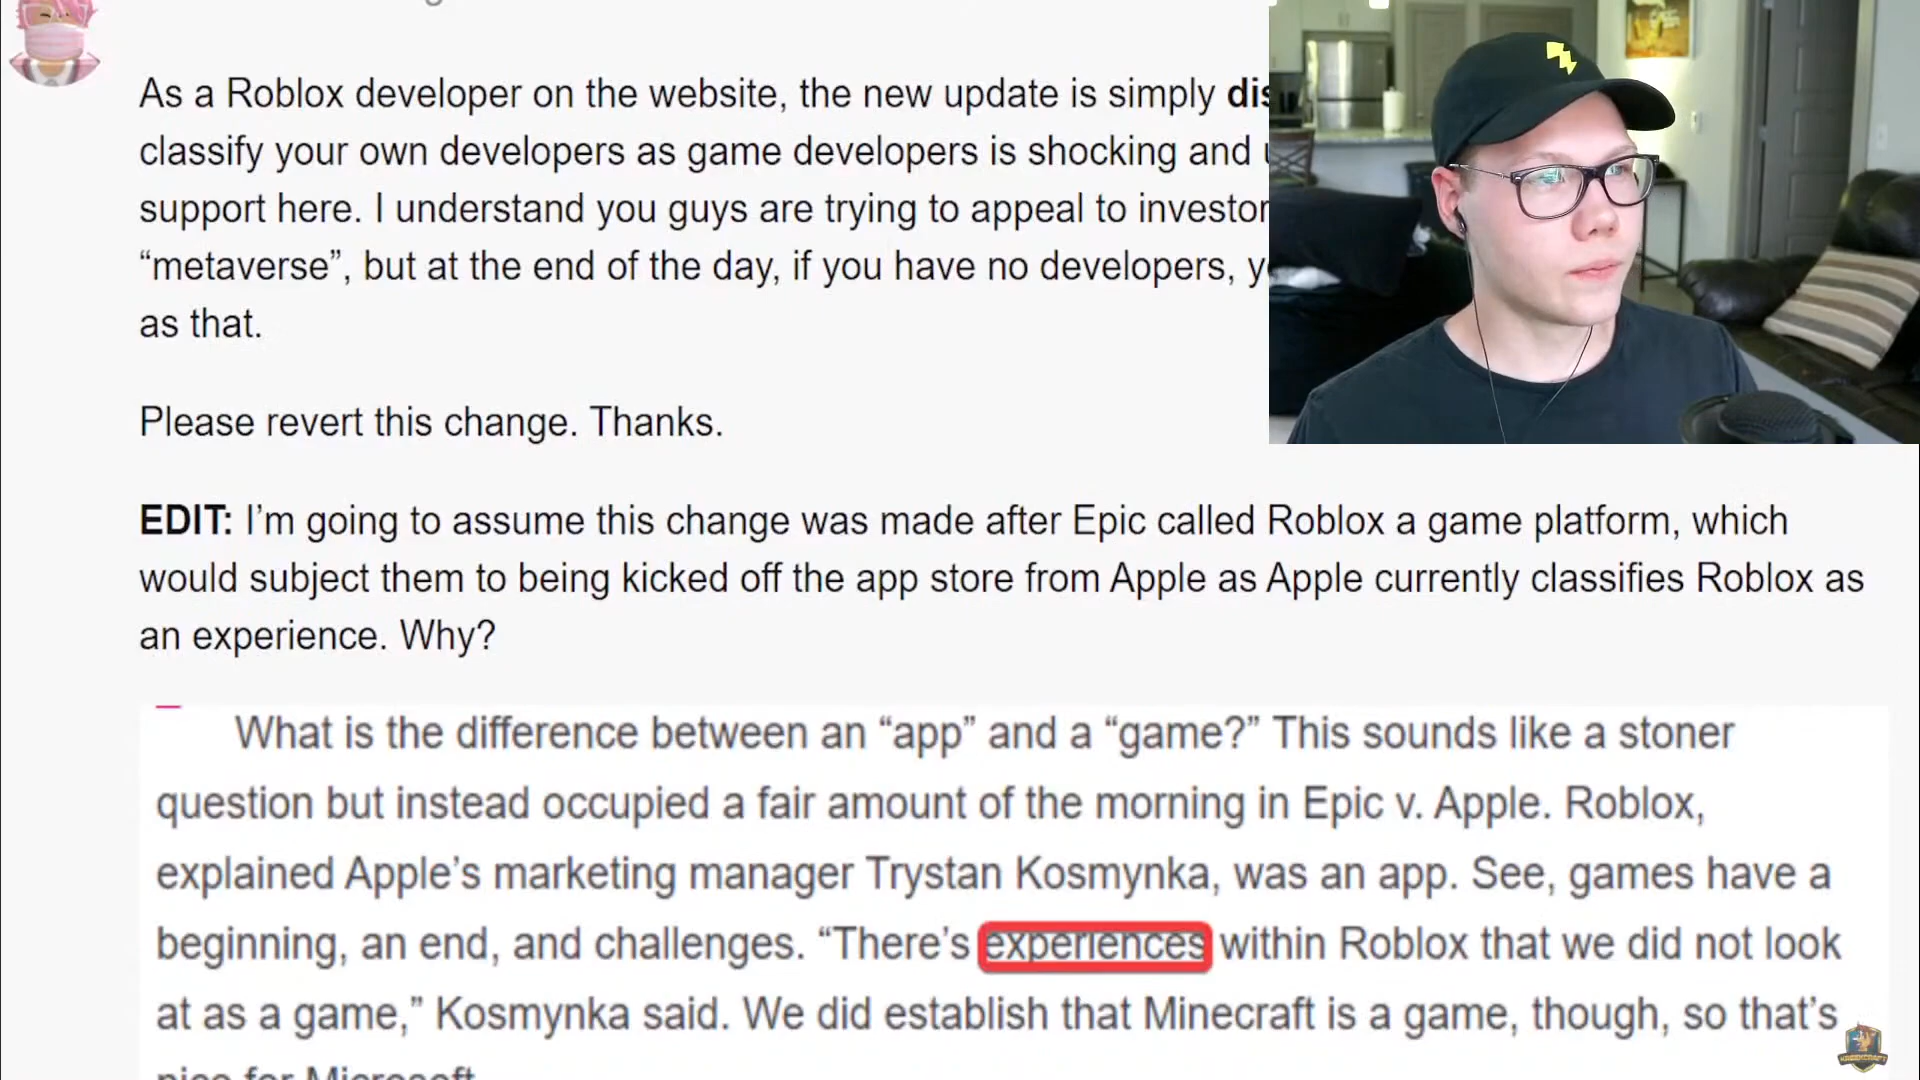 As a Roblox developer on the website, the new update is simply
classify your own developers as game developers is shocking and
support here. I understand you guys are trying to appeal to
“metaverse”, but at the end of the day, if you have no developers,
as that.
Please revert this change. Thanks.
EDIT: I’m going to assume this change was made after Epic called Roblox a game platform, which
would subject them to being kicked off the app store from Apple as Apple currently classifies Roblox as
an experience. Why?
What is the difference between an “app” and a “game?” This sounds like a stoner
question but instead occupied a fair amount of the morning in Epic v. Apple. Roblox,
explained Apple’s marketing manager Trystan Kosmynka, was an app. See, games have a
beginning, an end, and challenges. “There’s experiences within Roblox that we did not look
at as a game,” Kosmynka said. We did establish that Minecraft is a game, though, so that’s
nice for Microsoft.
KREEKCRAFT